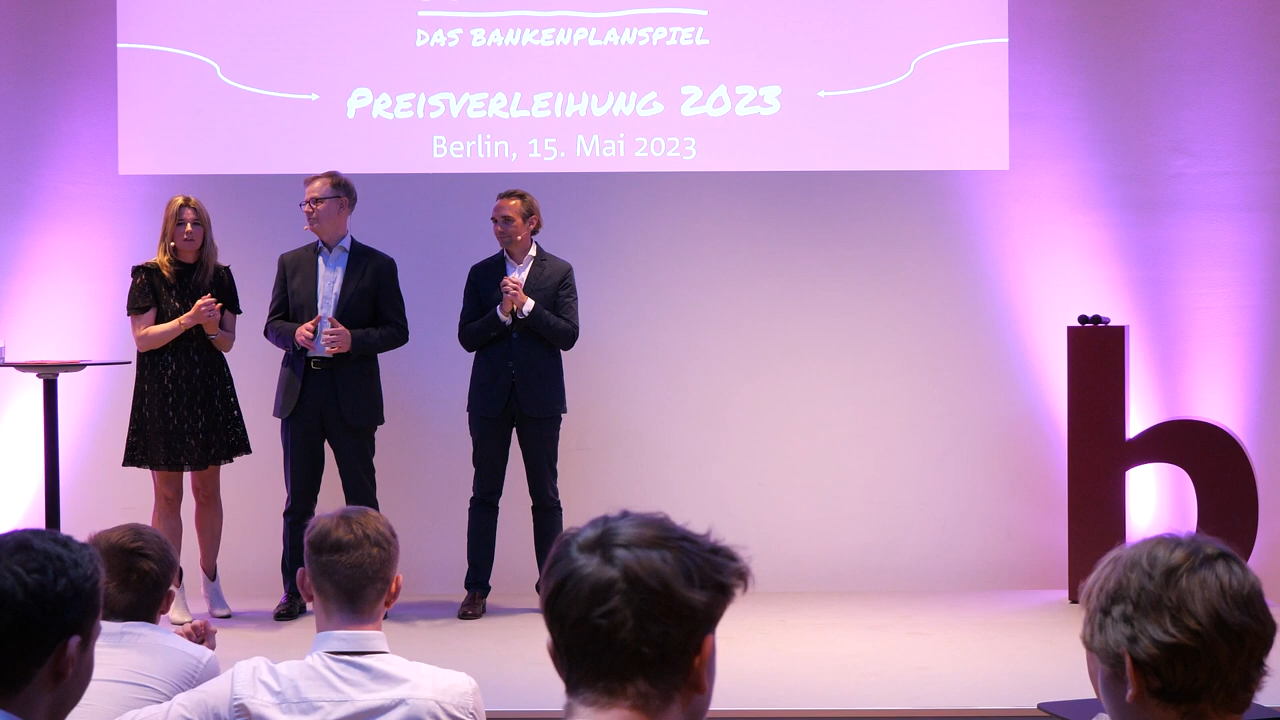 DAS BANKENPLANSPIEL
PREISVERLEIHUNG 2023
Berlin, 15. Mai 2023
b